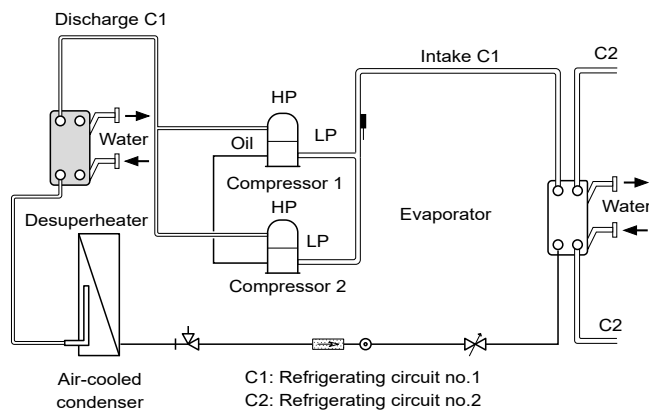 Discharge C1
Intake C1
C2
HP
Water
Oil
LP
Compressor 1
HP
Desuperheater
LP
Evaporator
Water
Compressor 2
C2
Air-cooled
condenser
C1: Refrigerating circuit no.1
C2: Refrigerating circuit no.2